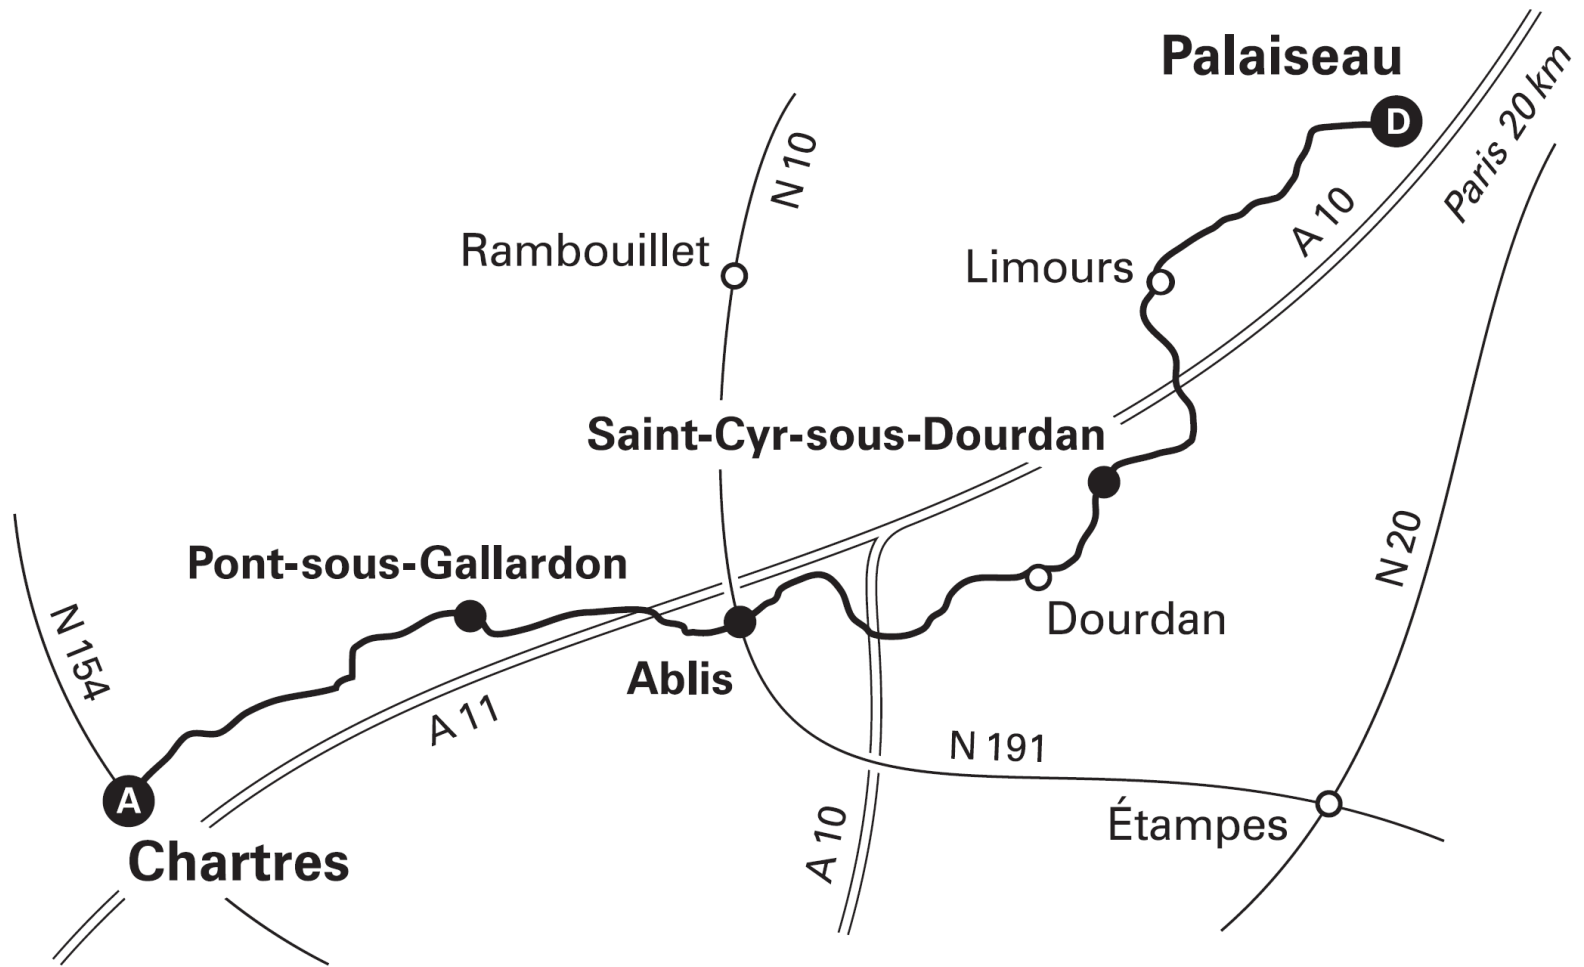 Palaiseau
D
Paris 20 km
N 10
A 10
Rambouillet
Limours
Saint-Cyr-sous-Dourdan
Pont-sous-Gallardon
N 20
N 154
Dourdan
Ablis
A 11
N 191
A
A 10
Étampes
Chartres